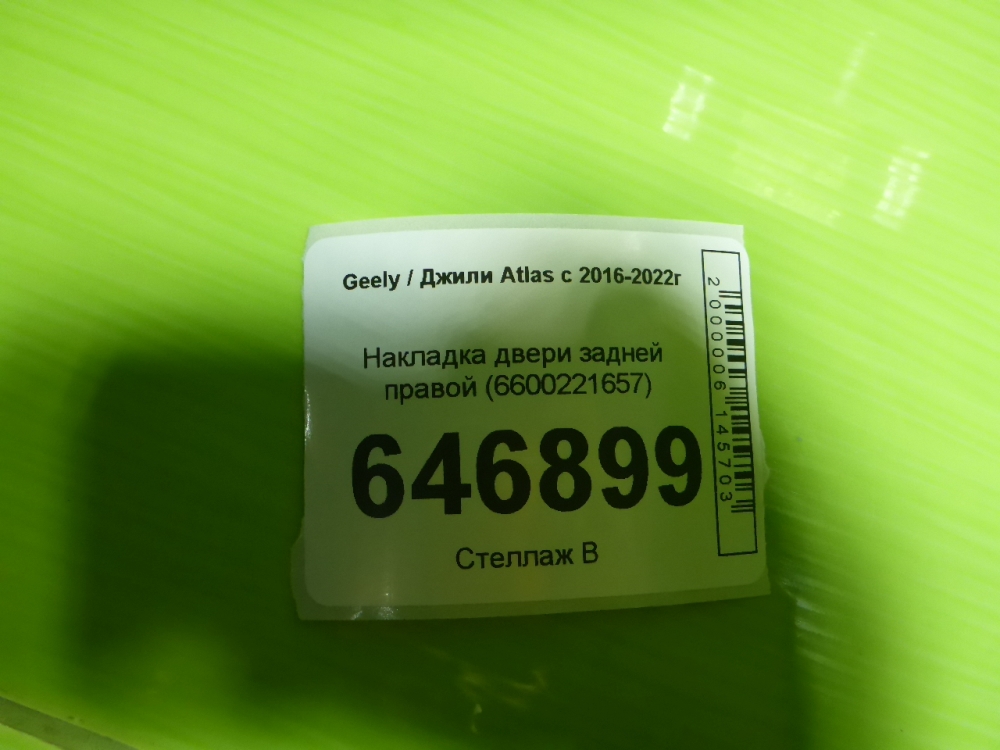 Geely / Джили Atlas с 2016-2022г
Накладка двери задней
правой (6600221657)
646899
Стеллаж В
2000006145703